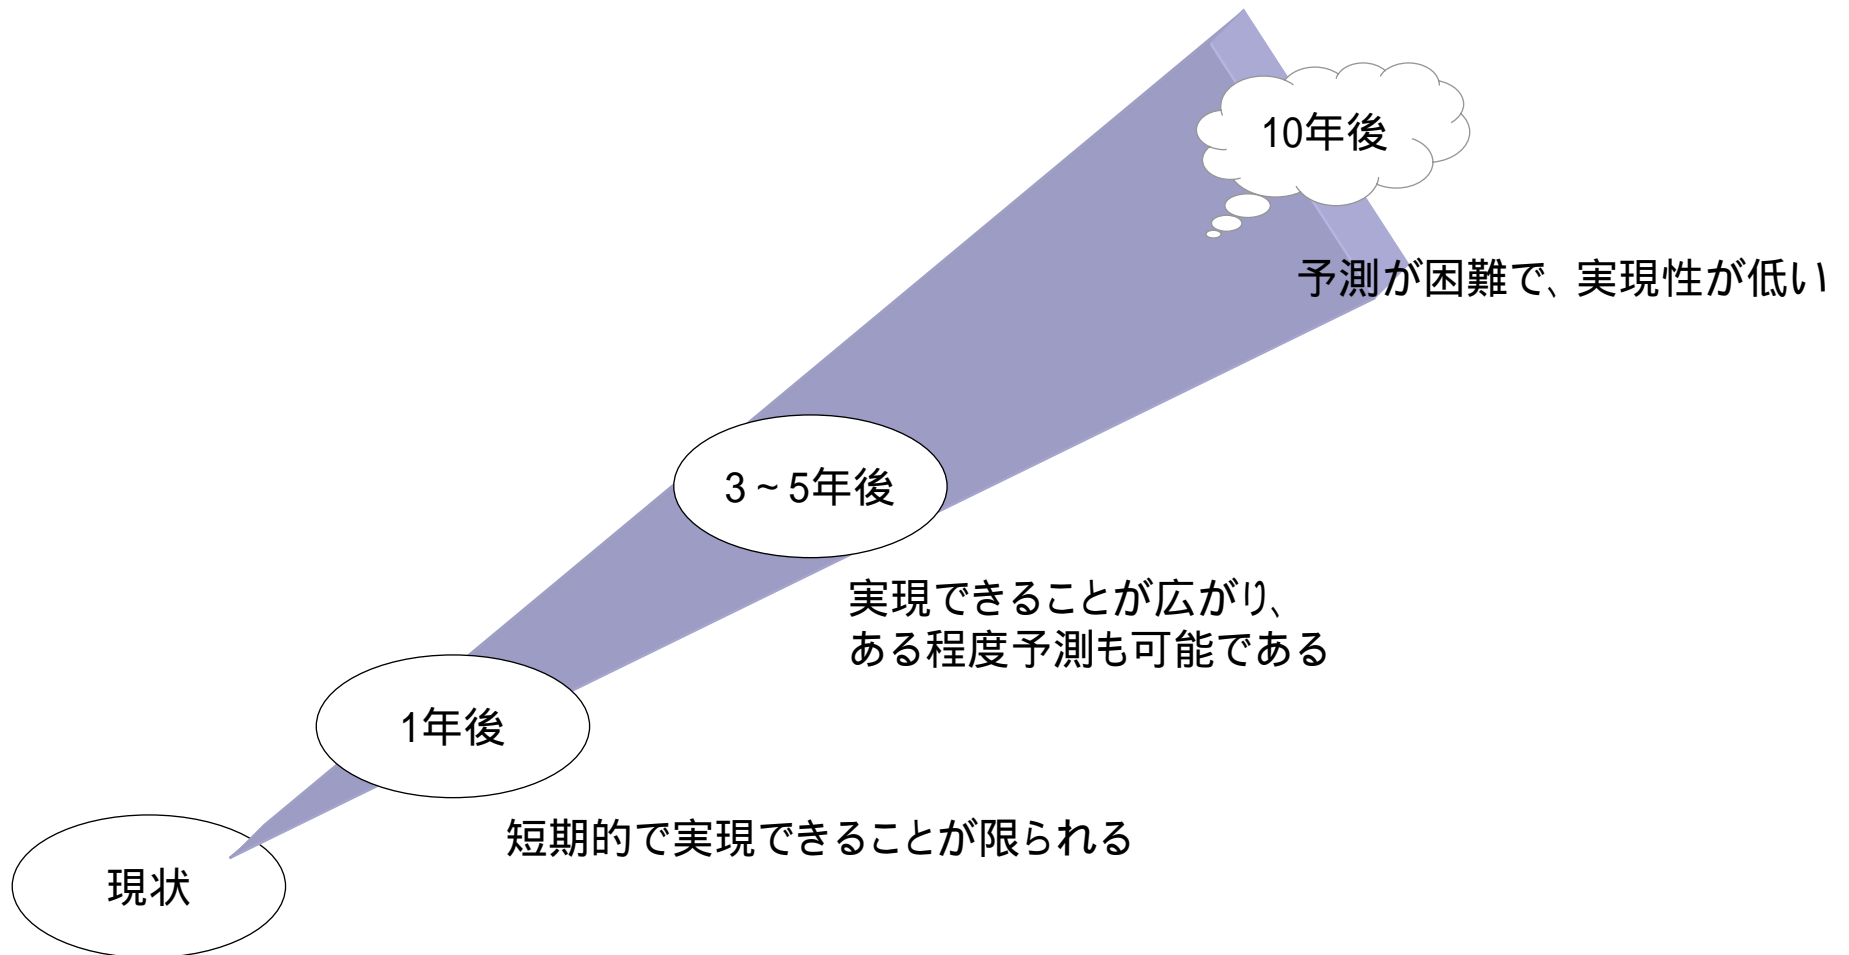 10年後
予測が困難で、実現性が低い
3~5年後
実現できることが広がり、
ある程度予測も可能である
1年後
短期的で実現できることが限られる
現状